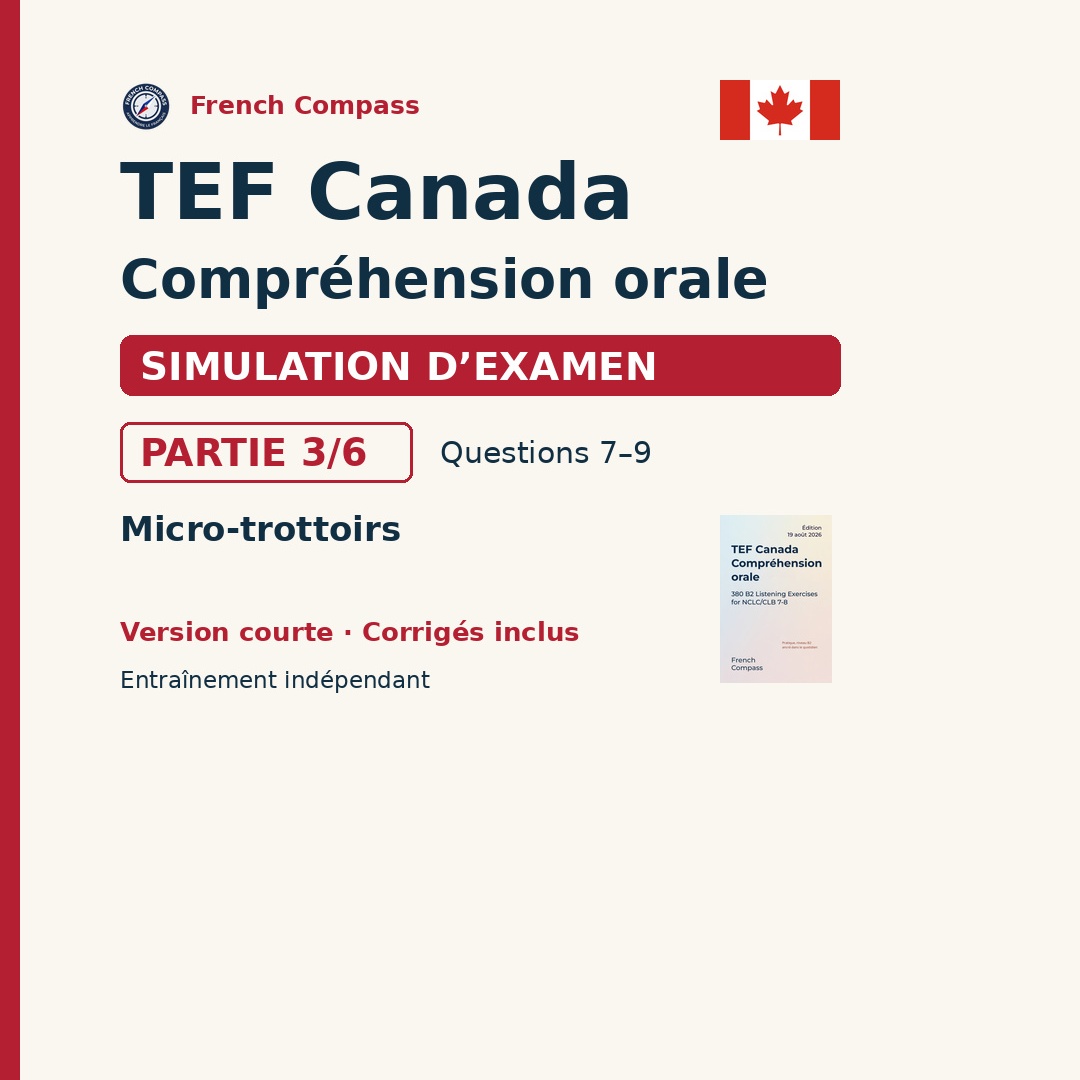 FRENCH COMPASS
French Compass
TEF Canada
Compréhension orale
SIMULATION D’EXAMEN
PARTIE 3/6
Questions 7–9
Micro-trottoirs
Édition
19 août 2026
TEF Canada
Compréhension
orale
380 B2 Listening Exercises
for NCLC/CLB 7-8
French
Compass
Version courte · Corrigés inclus
Entraînement indépendant